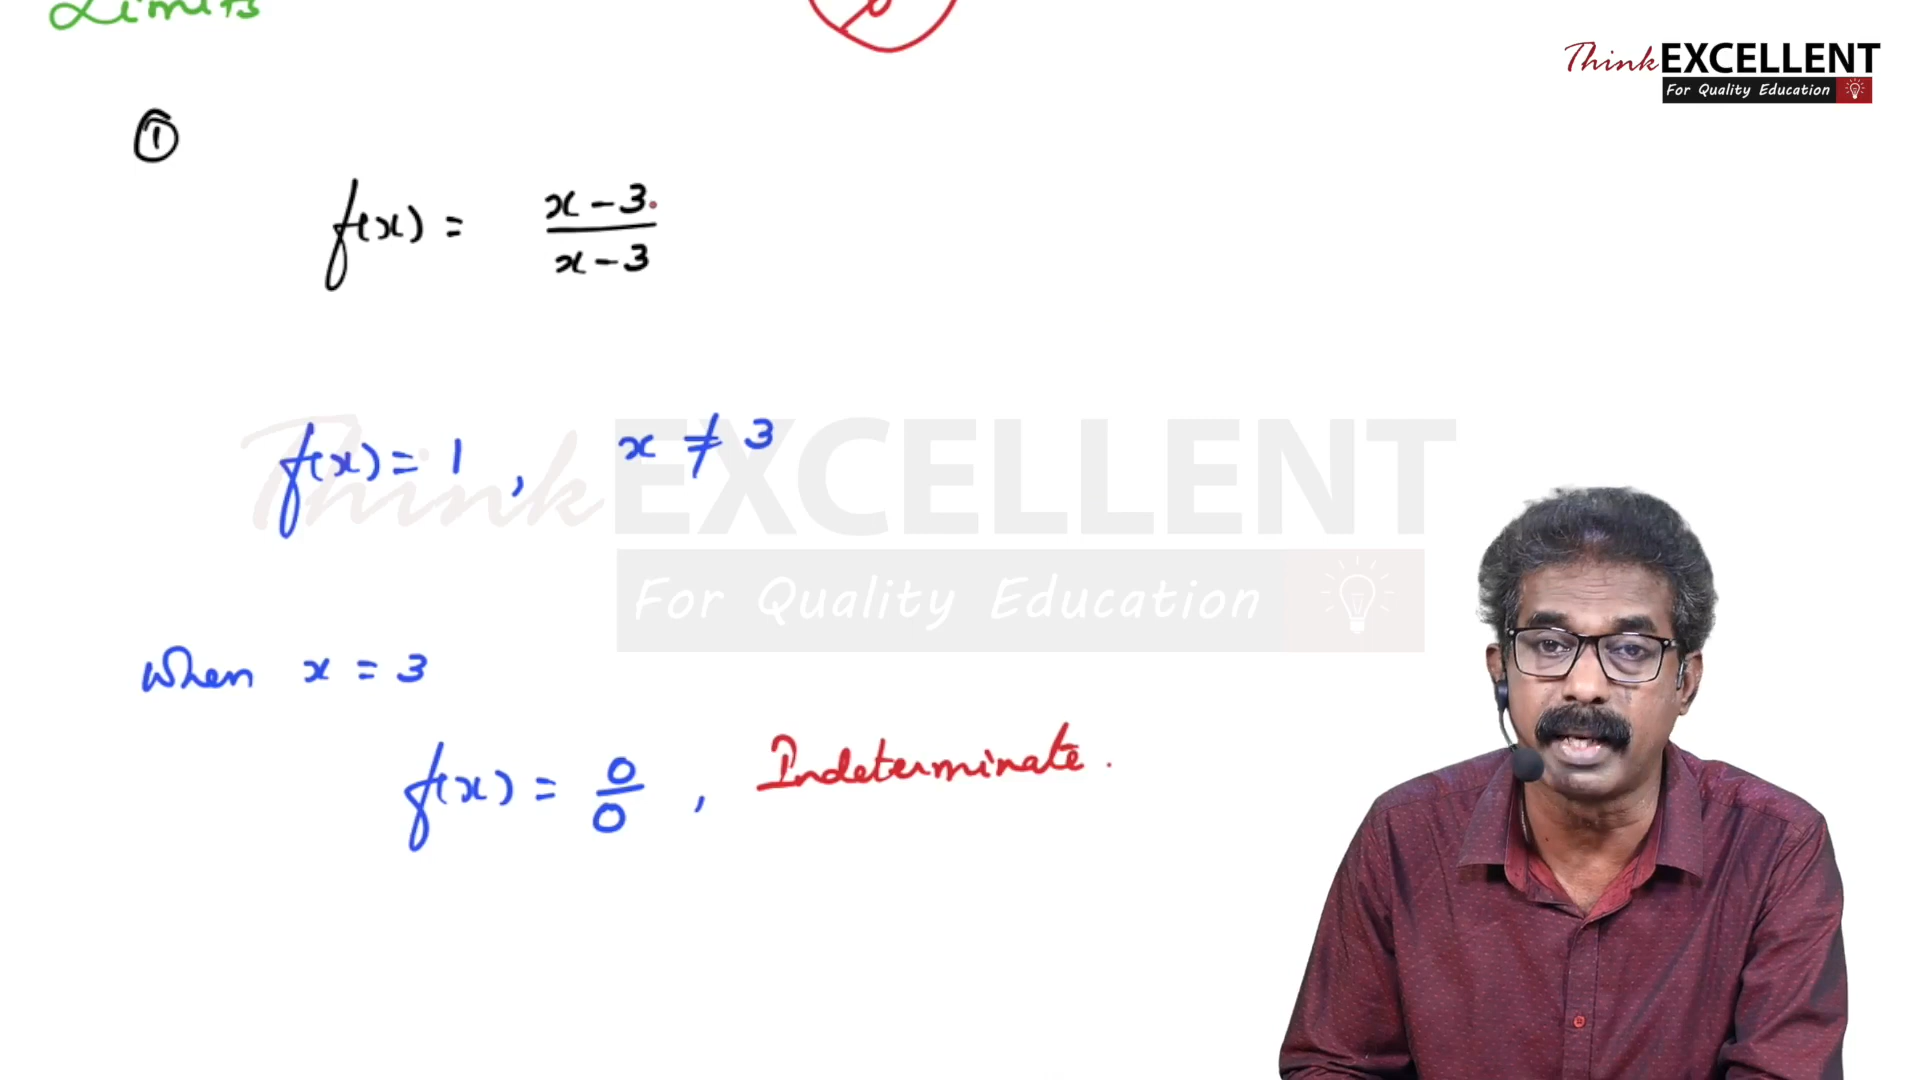 Limits
Think EXCELLENT
For Quality Education
①
f(x) = x - 3
x - 3
f(x) = 1 , x ≠ 3
Think EXCELLENT
For Quality Education
When x = 3
f(x) = 0/0 , Indeterminate.